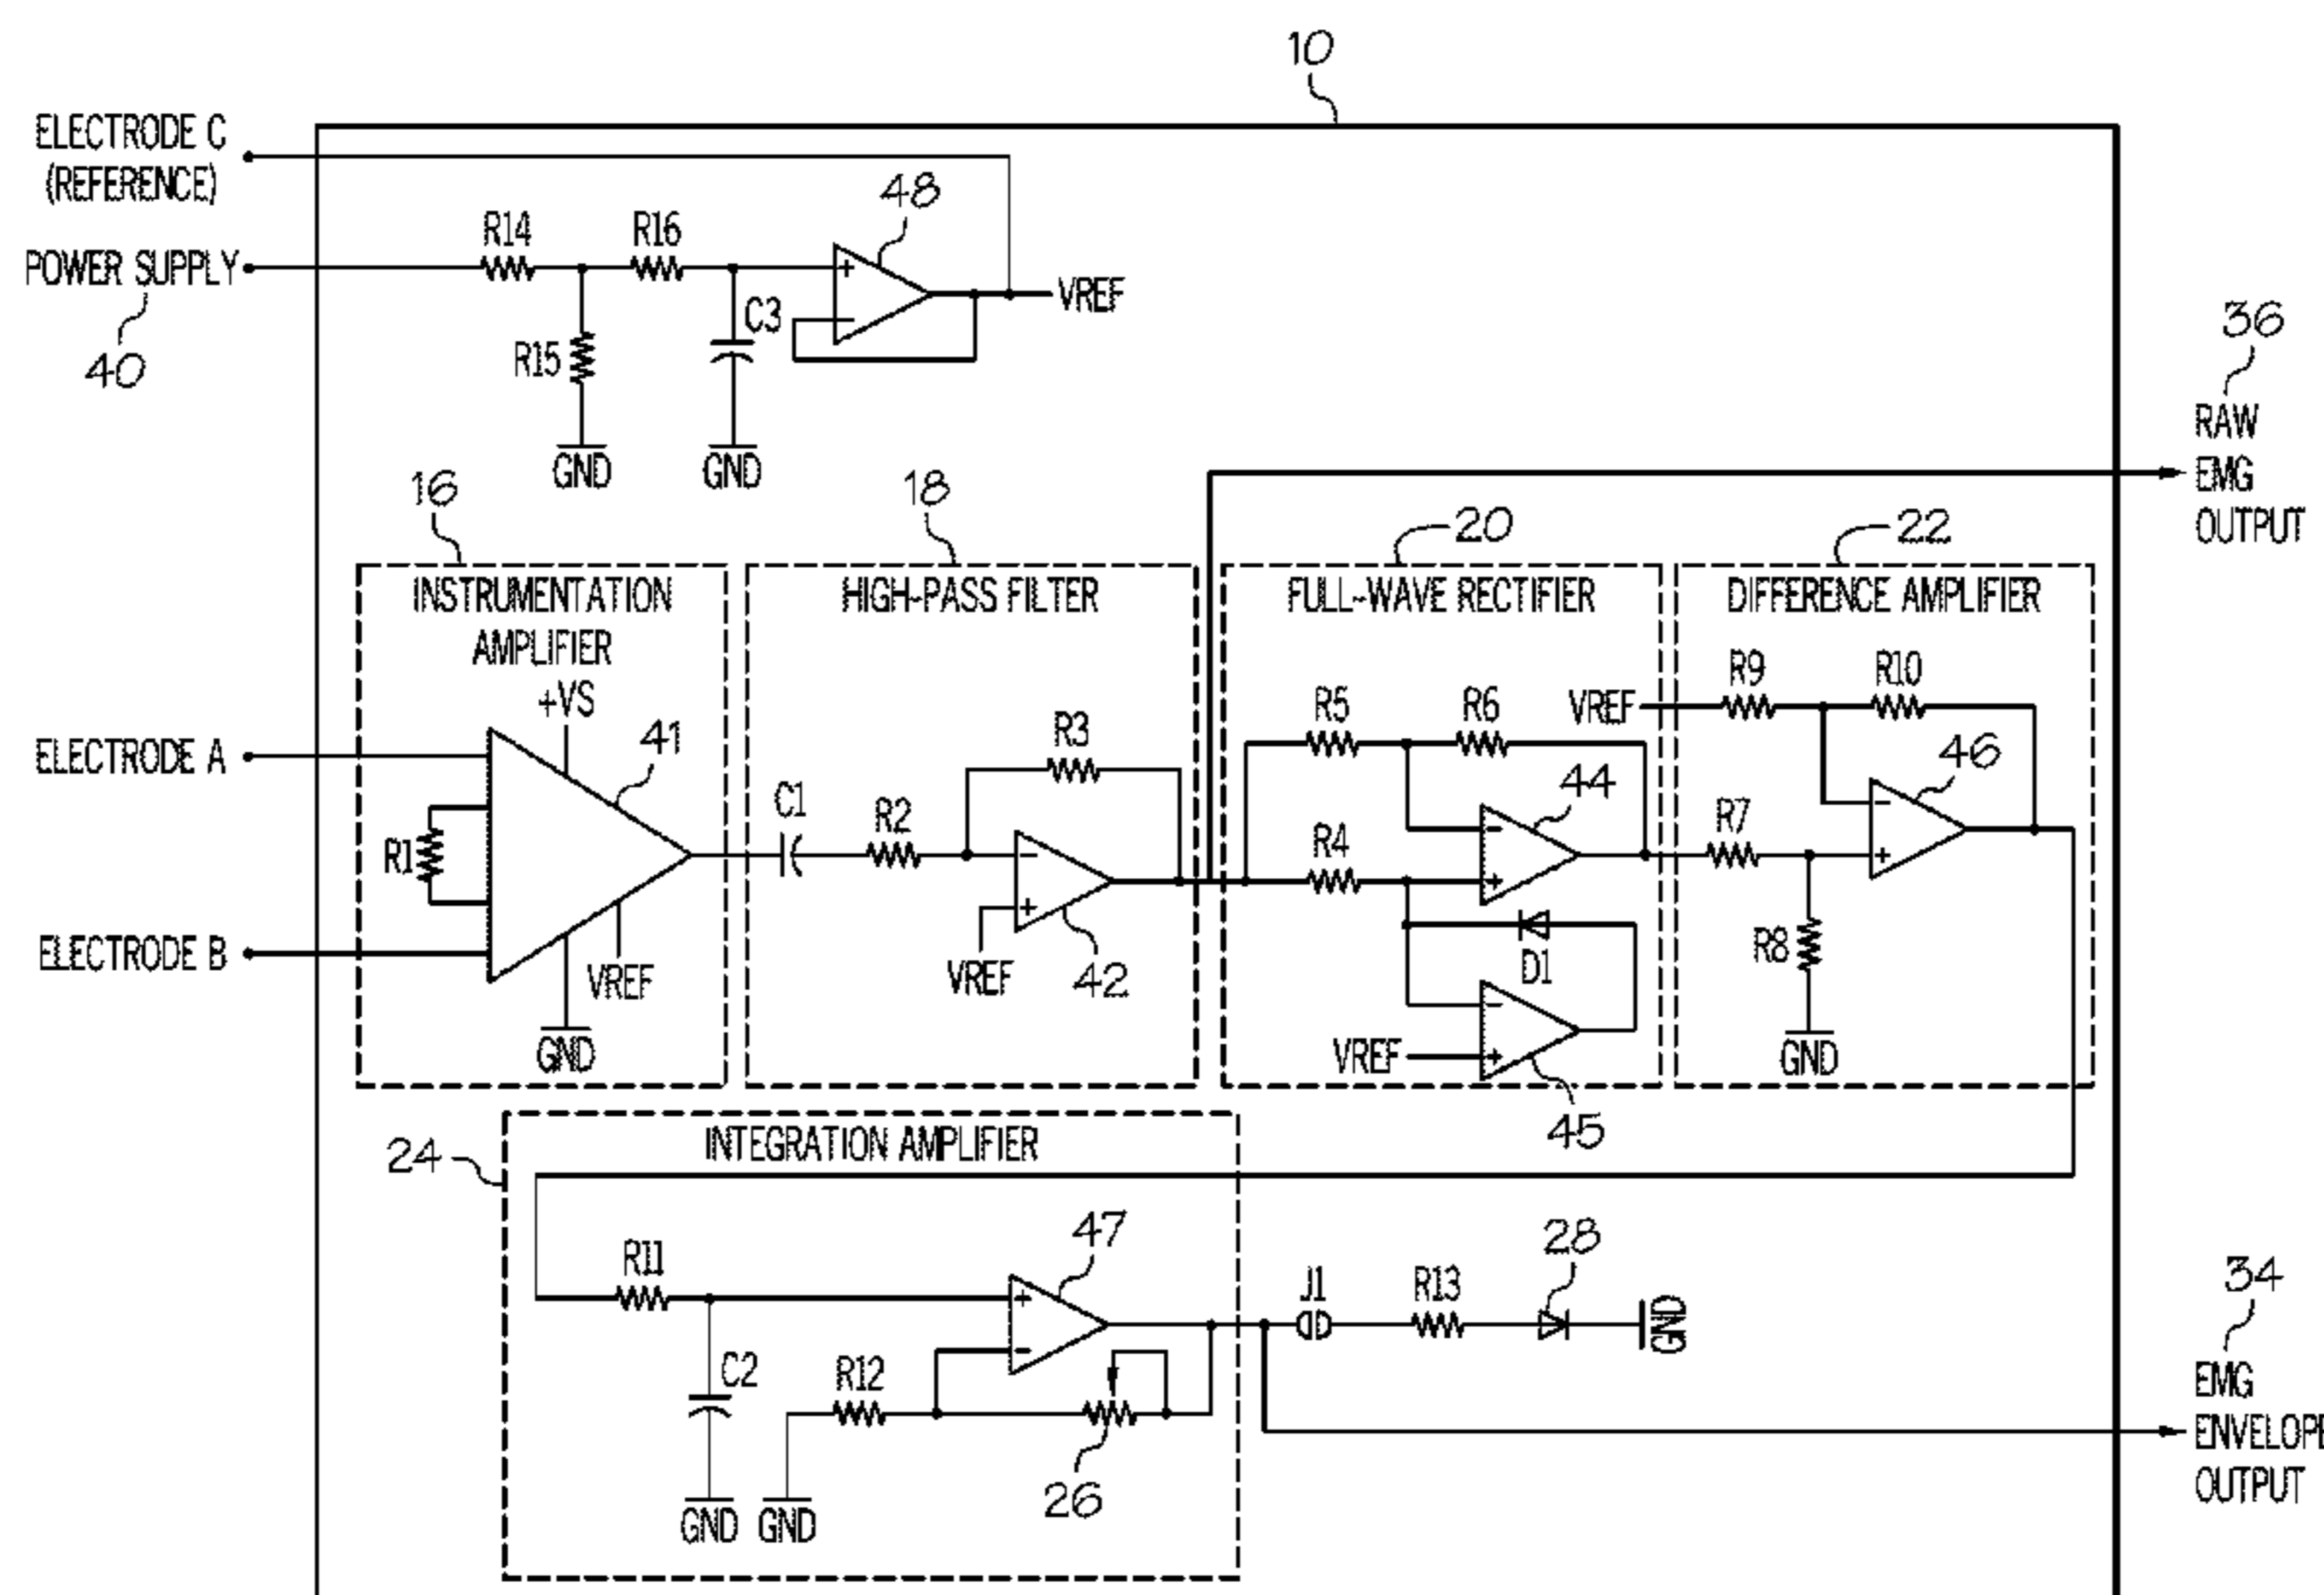 10
ELECTRODE C
(REFERENCE)
POWER SUPPLY
40
R14
R16
48
R15
C3
VREF
GND
GND
36
RAW
EMG
OUTPUT
16
18
20
22
INSTRUMENTATION
AMPLIFIER
+VS
41
ELECTRODE A
R1
ELECTRODE B
VREF
GND
HIGH-PASS FILTER
C1
R2
R3
-
+
VREF
42
FULL-WAVE RECTIFIER
R5
R6
44
R4
-
+
D1
-
+
VREF
45
DIFFERENCE AMPLIFIER
VREF
R9
R10
46
R7
-
+
R8
GND
24
INTEGRATION AMPLIFIER
R11
47
+
-
C2
R12
26
GND
GND
J1
R13
28
GND
34
EMG
ENVELOPE
OUTPUT
+
-